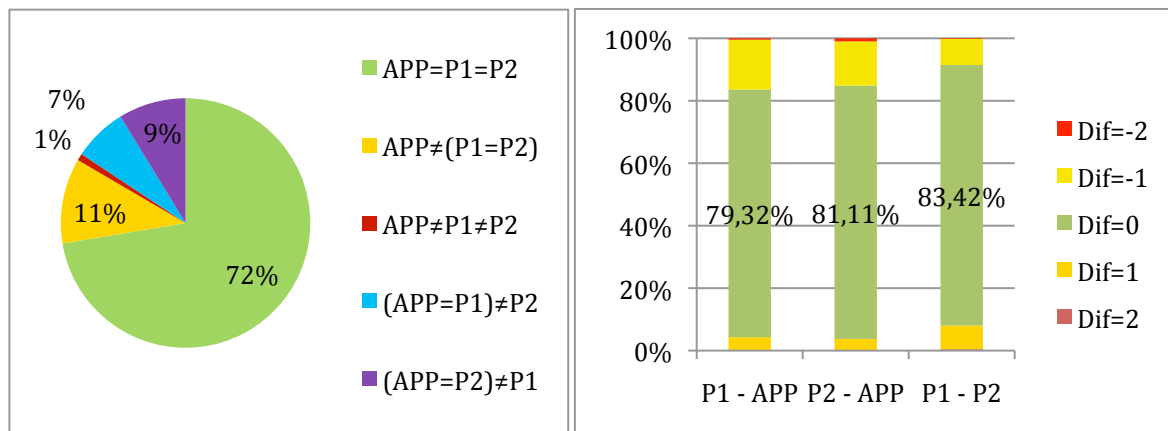 7%
1%
9%
11%
72%
APP=P1=P2
APP≠(P1=P2)
APP≠P1≠P2
(APP=P1)≠P2
(APP=P2)≠P1
100%
80%
60%
40%
20%
0%
79,32%
81,11%
83,42%
P1 - APP
P2 - APP
P1 - P2
Dif=-2
Dif=-1
Dif=0
Dif=1
Dif=2